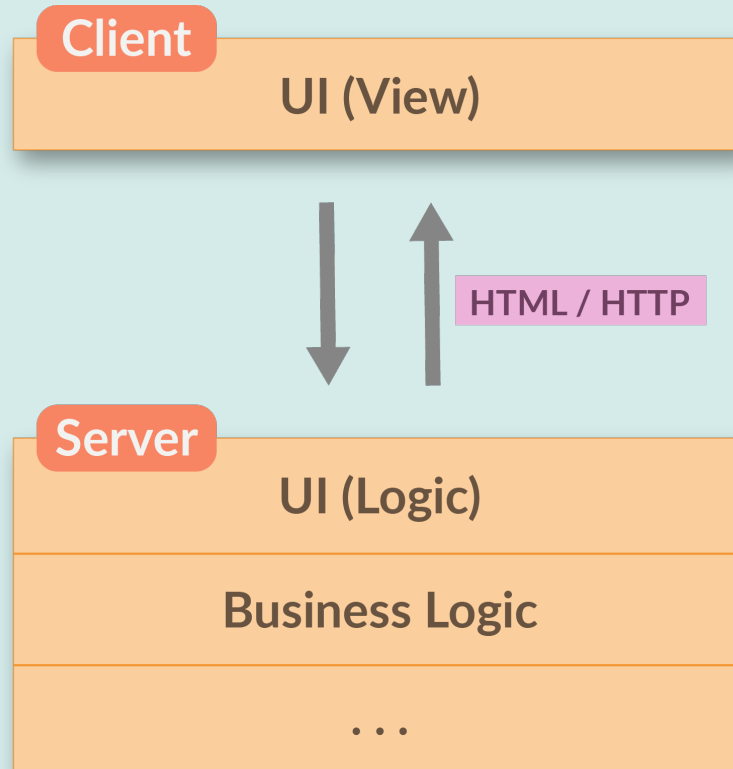 Client
UI (View)
HTML / HTTP
Server
UI (Logic)
Business Logic
...